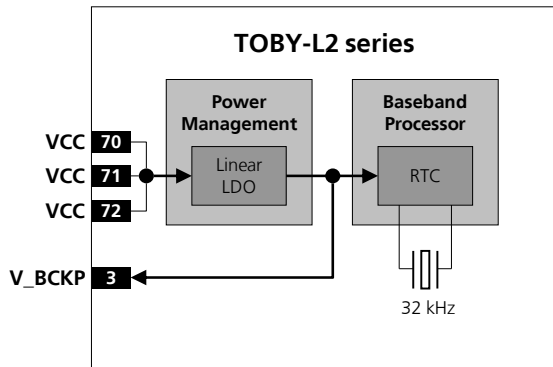 TOBY-L2 series
Power
Management
Baseband
Processor
VCC 70
VCC 71
VCC 72
Linear
LDO
RTC
V_BCKP 3
32 kHz